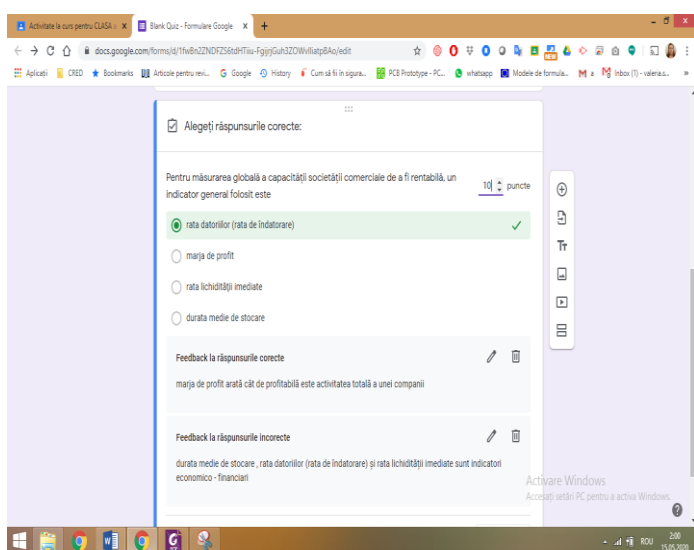 Activitate la curs pentru CLASA a
Blank Quiz - Formulare Google
docs.google.com/forms/d/1fwBn2ZNDFZS6tdHTiiu-FgijrjGuh3ZOWvlliatpBAo/edit
Aplicații CRED Bookmarks Articole pentru revi... Google History Cum să fii în sigura... PCB Prototype - PC... whatsapp Modele de formula... M a Inbox (1) - valeria.s... »
Alegeți răspunsurile corecte:
Pentru măsurarea globală a capacității societății comerciale de a fi rentabilă, un
indicator general folosit este
10 puncte
rata datoriilor (rata de îndatorare)
marja de profit
rata lichidității imediate
durata medie de stocare
Feedback la răspunsurile corecte
marja de profit arată cât de profitabilă este activitatea totală a unei companii
Feedback la răspunsurile incorecte
durata medie de stocare , rata datoriilor (rata de îndatorare) și rata lichidității imediate sunt indicatori
economico - financiari
Activare Windows
Accesați setări PC pentru a activa Windows.
ROU 2:00
15.05.2020